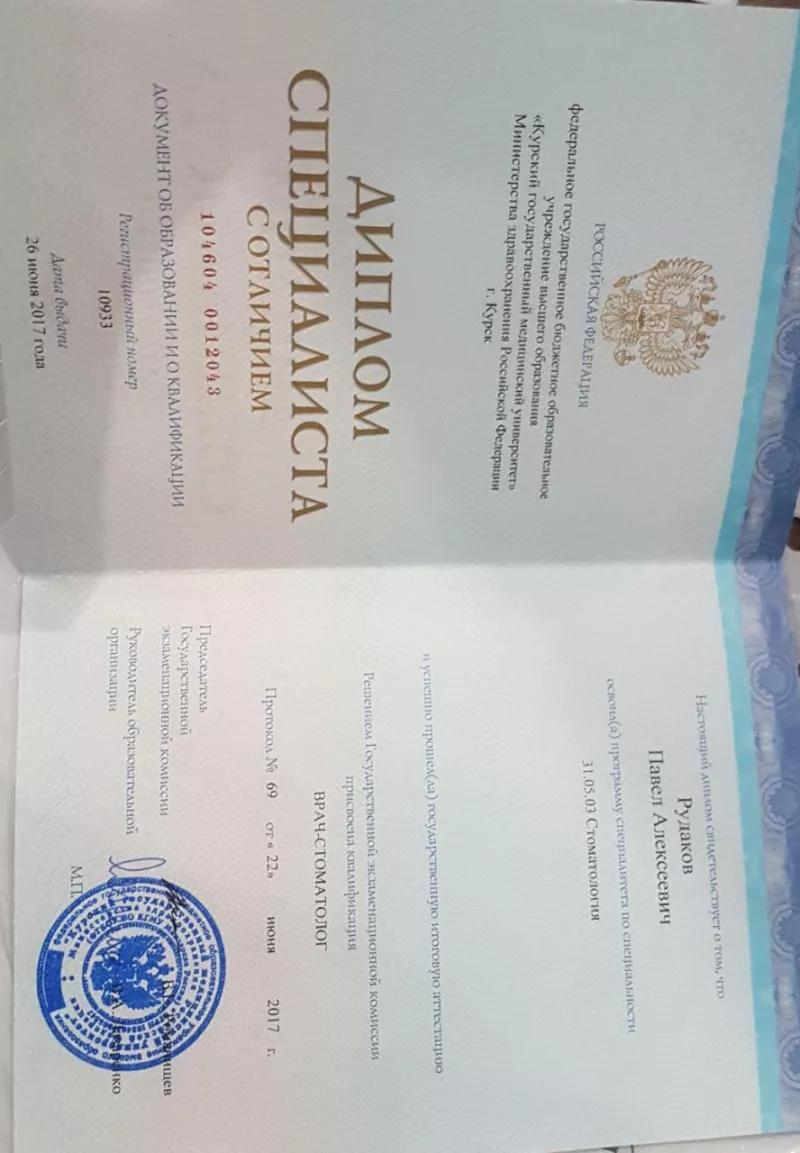 РОССИЙСКАЯ ФЕДЕРАЦИЯ
федеральное государственное бюджетное образовательное
учреждение высшего образования
«Курский государственный медицинский университет»
Министерства здравоохранения Российской Федерации
г. Курск
ДИПЛОМ
СПЕЦИАЛИСТА
С ОТЛИЧИЕМ
104604 0012043
ДОКУМЕНТ ОБ ОБРАЗОВАНИИ И О КВАЛИФИКАЦИИ
Регистрационный номер
10933
Дата выдачи
26 июня 2017 года
Настоящий диплом свидетельствует о том, что
Рудаков
Павел Алексеевич
освоил(а) программу специалитета по специальности
31.05.03 Стоматология
и успешно прошел(ла) государственную итоговую аттестацию
Решением Государственной экзаменационной комиссии
присвоена квалификация
ВРАЧ-СТОМАТОЛОГ
Протокол № 69 от « 22» июня 2017 г.
Председатель
Государственной
экзаменационной комиссии
Руководитель образовательной
организации
М.П.